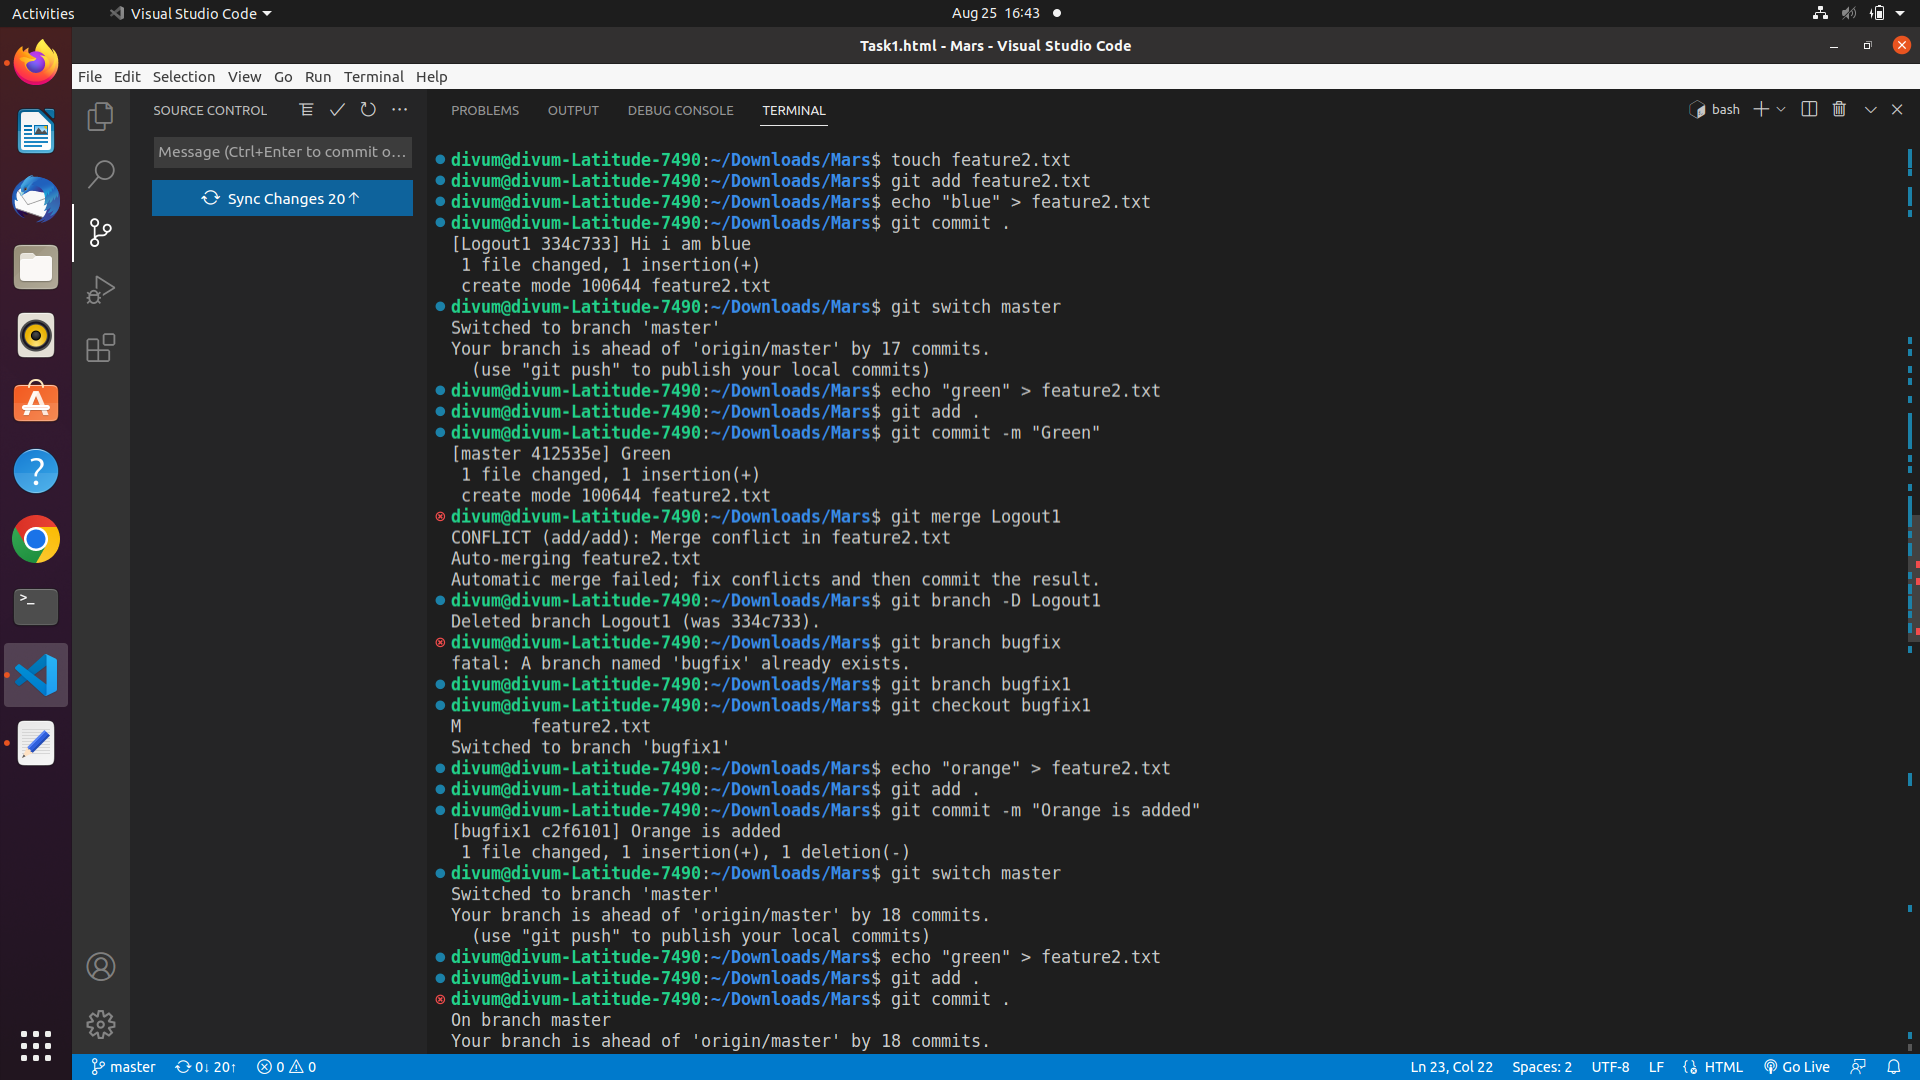 Activities
Visual Studio Code
Aug 25 16:43
Task1.html - Mars - Visual Studio Code
File Edit Selection View Go Run Terminal Help
SOURCE CONTROL
Message (Ctrl+Enter to commit o...
Sync Changes 20↑
PROBLEMS OUTPUT DEBUG CONSOLE TERMINAL
bash
divum@divum-Latitude-7490:~/Downloads/Mars$ touch feature2.txt
divum@divum-Latitude-7490:~/Downloads/Mars$ git add feature2.txt
divum@divum-Latitude-7490:~/Downloads/Mars$ echo "blue" > feature2.txt
divum@divum-Latitude-7490:~/Downloads/Mars$ git commit .
[Logout1 334c733] Hi i am blue
 1 file changed, 1 insertion(+)
 create mode 100644 feature2.txt
divum@divum-Latitude-7490:~/Downloads/Mars$ git switch master
Switched to branch 'master'
Your branch is ahead of 'origin/master' by 17 commits.
  (use "git push" to publish your local commits)
divum@divum-Latitude-7490:~/Downloads/Mars$ echo "green" > feature2.txt
divum@divum-Latitude-7490:~/Downloads/Mars$ git add .
divum@divum-Latitude-7490:~/Downloads/Mars$ git commit -m "Green"
[master 412535e] Green
 1 file changed, 1 insertion(+)
 create mode 100644 feature2.txt
divum@divum-Latitude-7490:~/Downloads/Mars$ git merge Logout1
CONFLICT (add/add): Merge conflict in feature2.txt
Auto-merging feature2.txt
Automatic merge failed; fix conflicts and then commit the result.
divum@divum-Latitude-7490:~/Downloads/Mars$ git branch -D Logout1
Deleted branch Logout1 (was 334c733).
divum@divum-Latitude-7490:~/Downloads/Mars$ git branch bugfix
fatal: A branch named 'bugfix' already exists.
divum@divum-Latitude-7490:~/Downloads/Mars$ git branch bugfix1
divum@divum-Latitude-7490:~/Downloads/Mars$ git checkout bugfix1
M       feature2.txt
Switched to branch 'bugfix1'
divum@divum-Latitude-7490:~/Downloads/Mars$ echo "orange" > feature2.txt
divum@divum-Latitude-7490:~/Downloads/Mars$ git add .
divum@divum-Latitude-7490:~/Downloads/Mars$ git commit -m "Orange is added"
[bugfix1 c2f6101] Orange is added
 1 file changed, 1 insertion(+), 1 deletion(-)
divum@divum-Latitude-7490:~/Downloads/Mars$ git switch master
Switched to branch 'master'
Your branch is ahead of 'origin/master' by 18 commits.
  (use "git push" to publish your local commits)
divum@divum-Latitude-7490:~/Downloads/Mars$ echo "green" > feature2.txt
divum@divum-Latitude-7490:~/Downloads/Mars$ git add .
divum@divum-Latitude-7490:~/Downloads/Mars$ git commit .
On branch master
Your branch is ahead of 'origin/master' by 18 commits.
master 0↓ 20↑ 0 0
Ln 23, Col 22 Spaces: 2 UTF-8 LF HTML Go Live